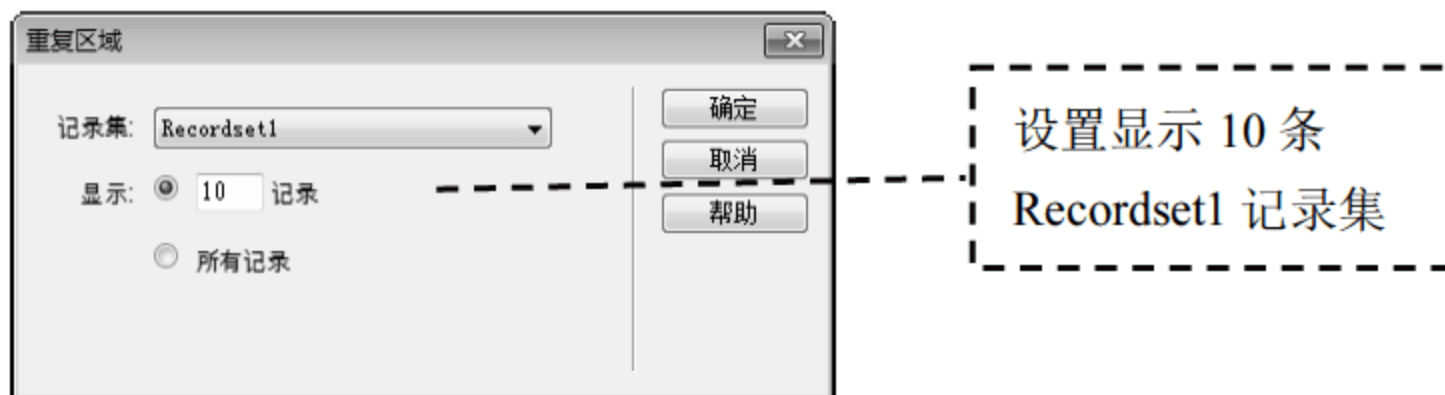 重复区域
记录集: Recordset1
确定
取消
显示: 10 记录
帮助
所有记录
设置显示 10 条
Recordset1 记录集